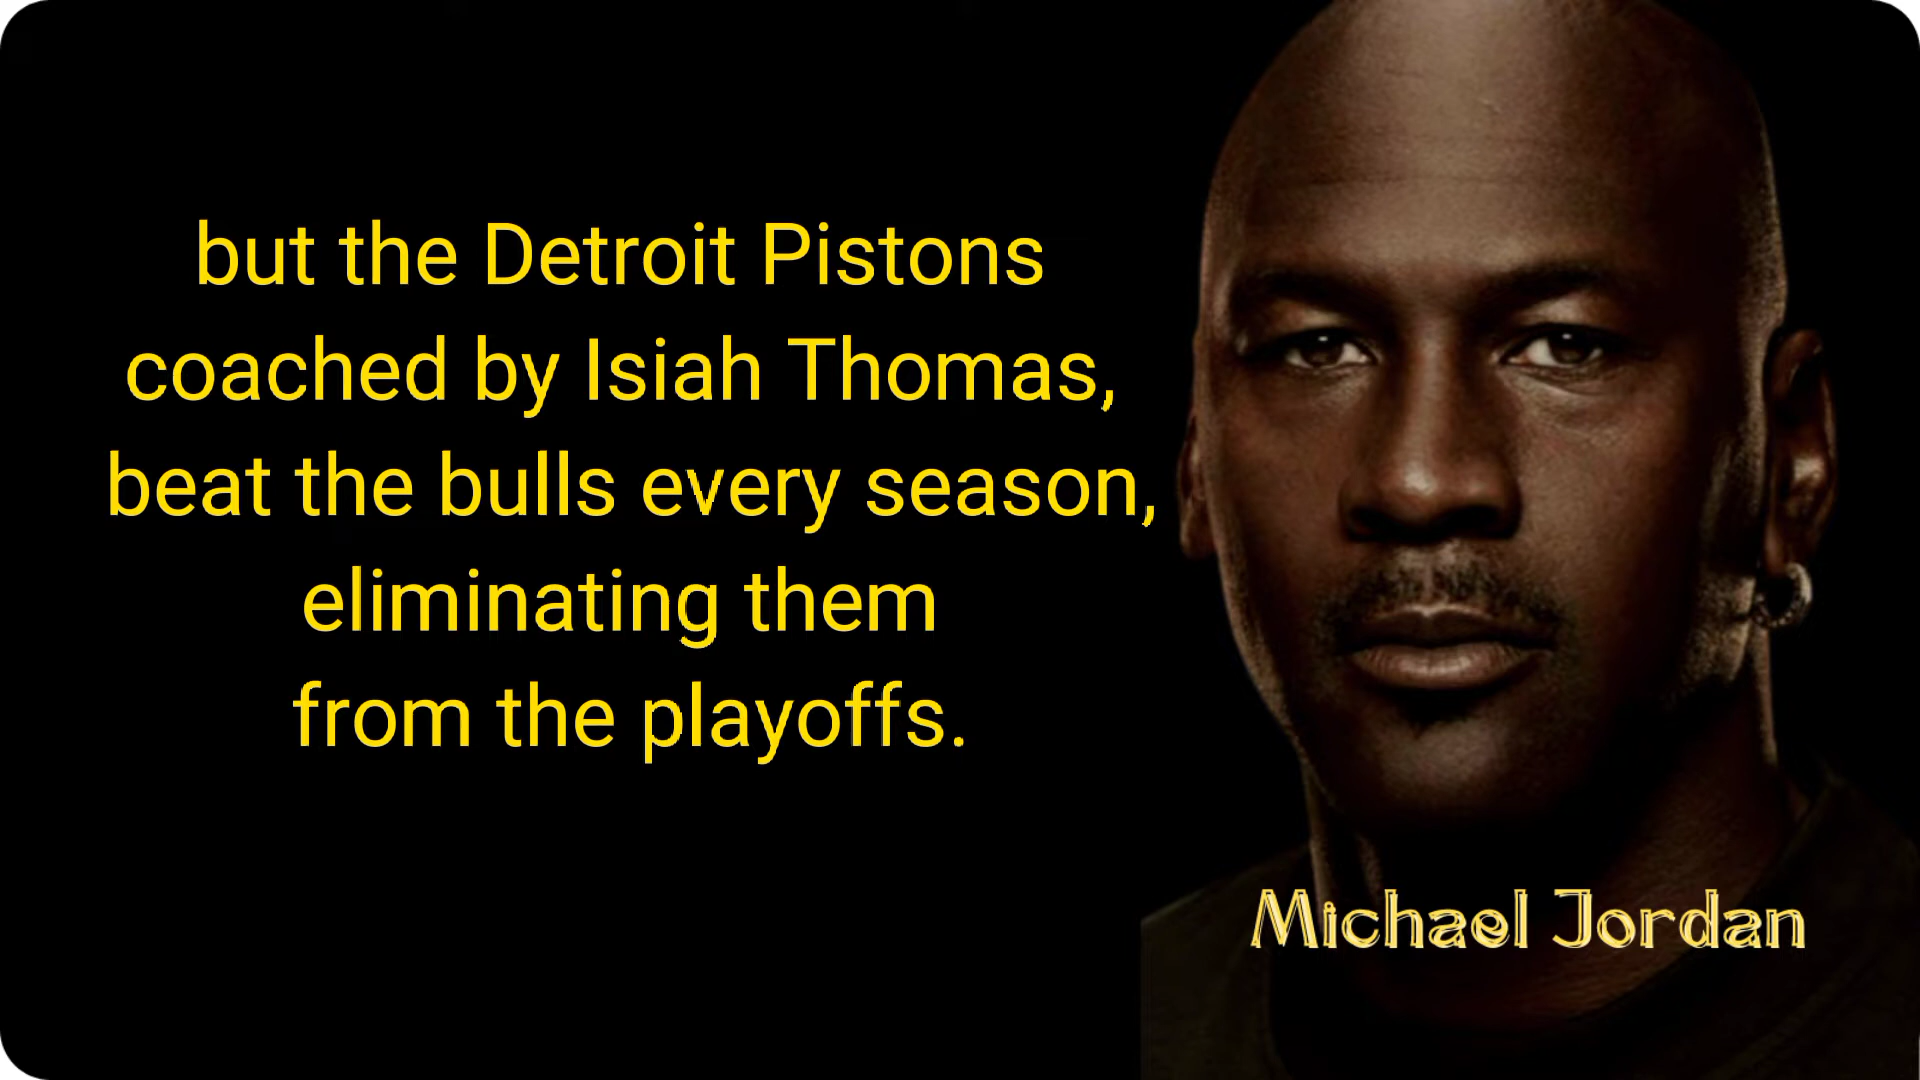 but the Detroit Pistons
coached by Isiah Thomas,
beat the bulls every season,
eliminating them
from the playoffs.
Michael Jordan